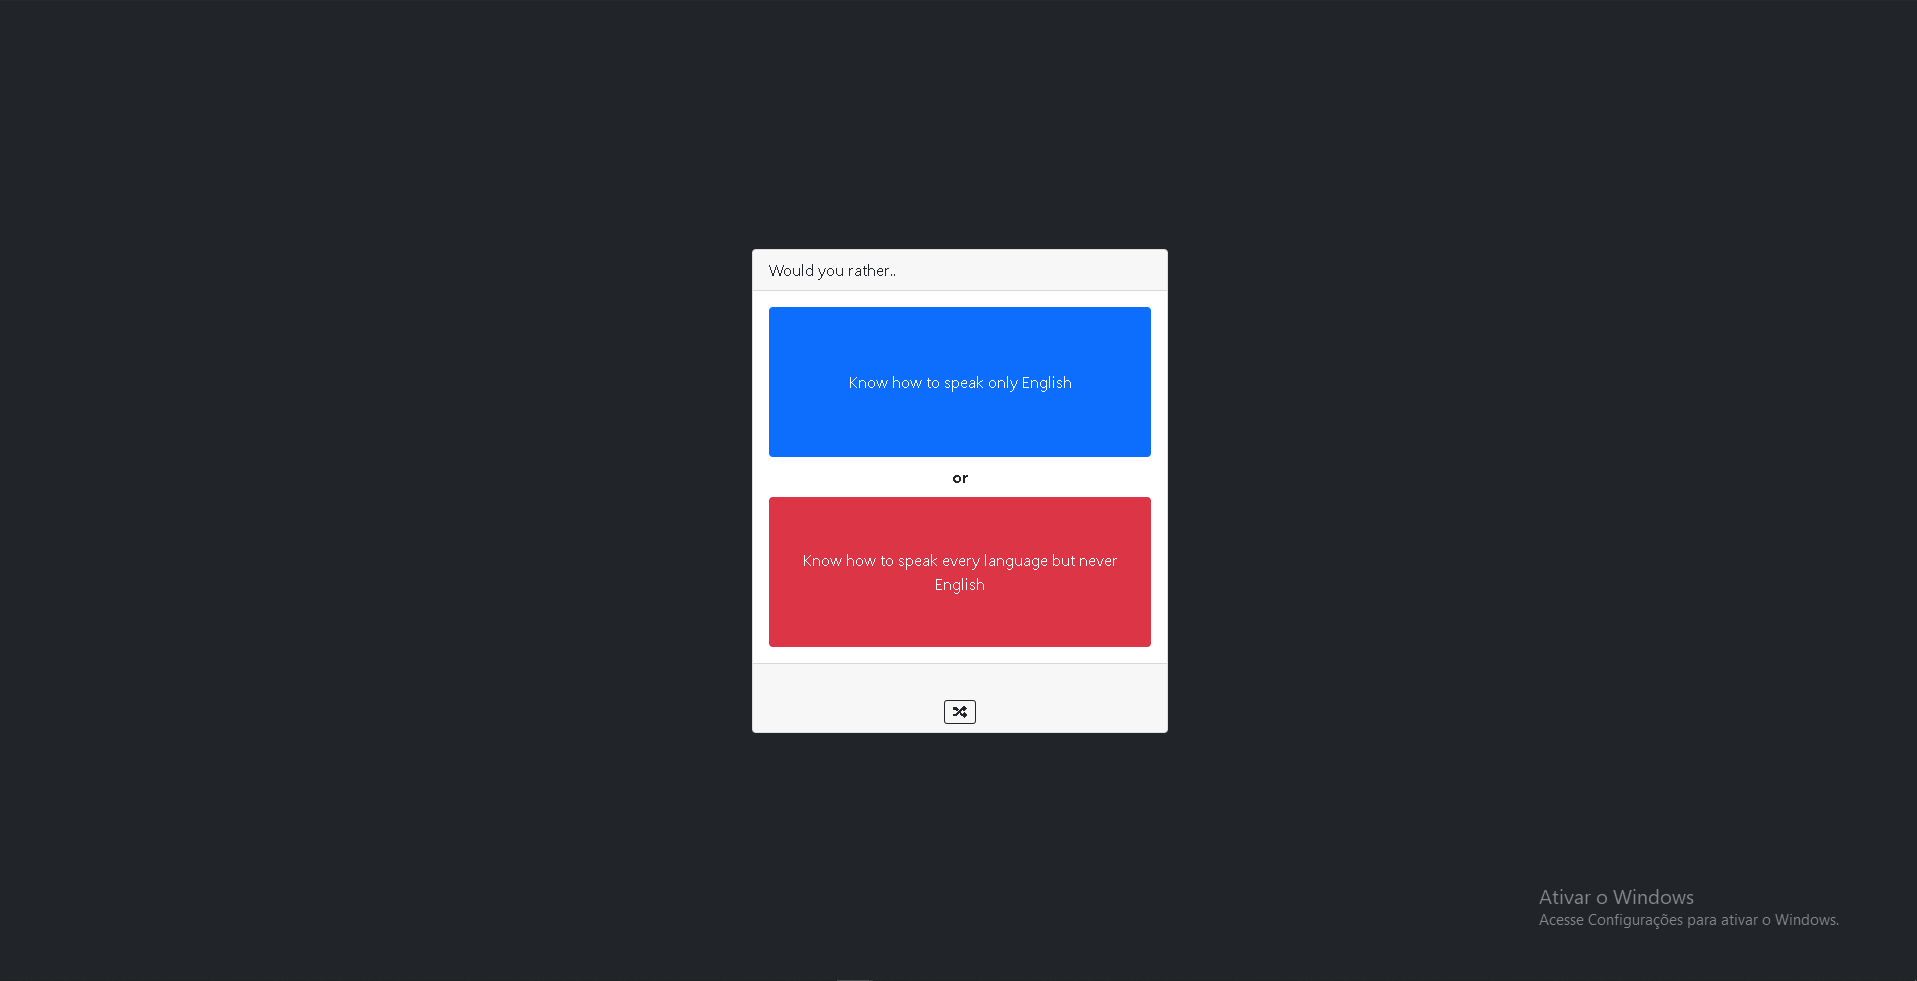 Would you rather..
Know how to speak only English
or
Know how to speak every language but never
English
Ativar o Windows
Acesse Configurações para ativar o Windows.